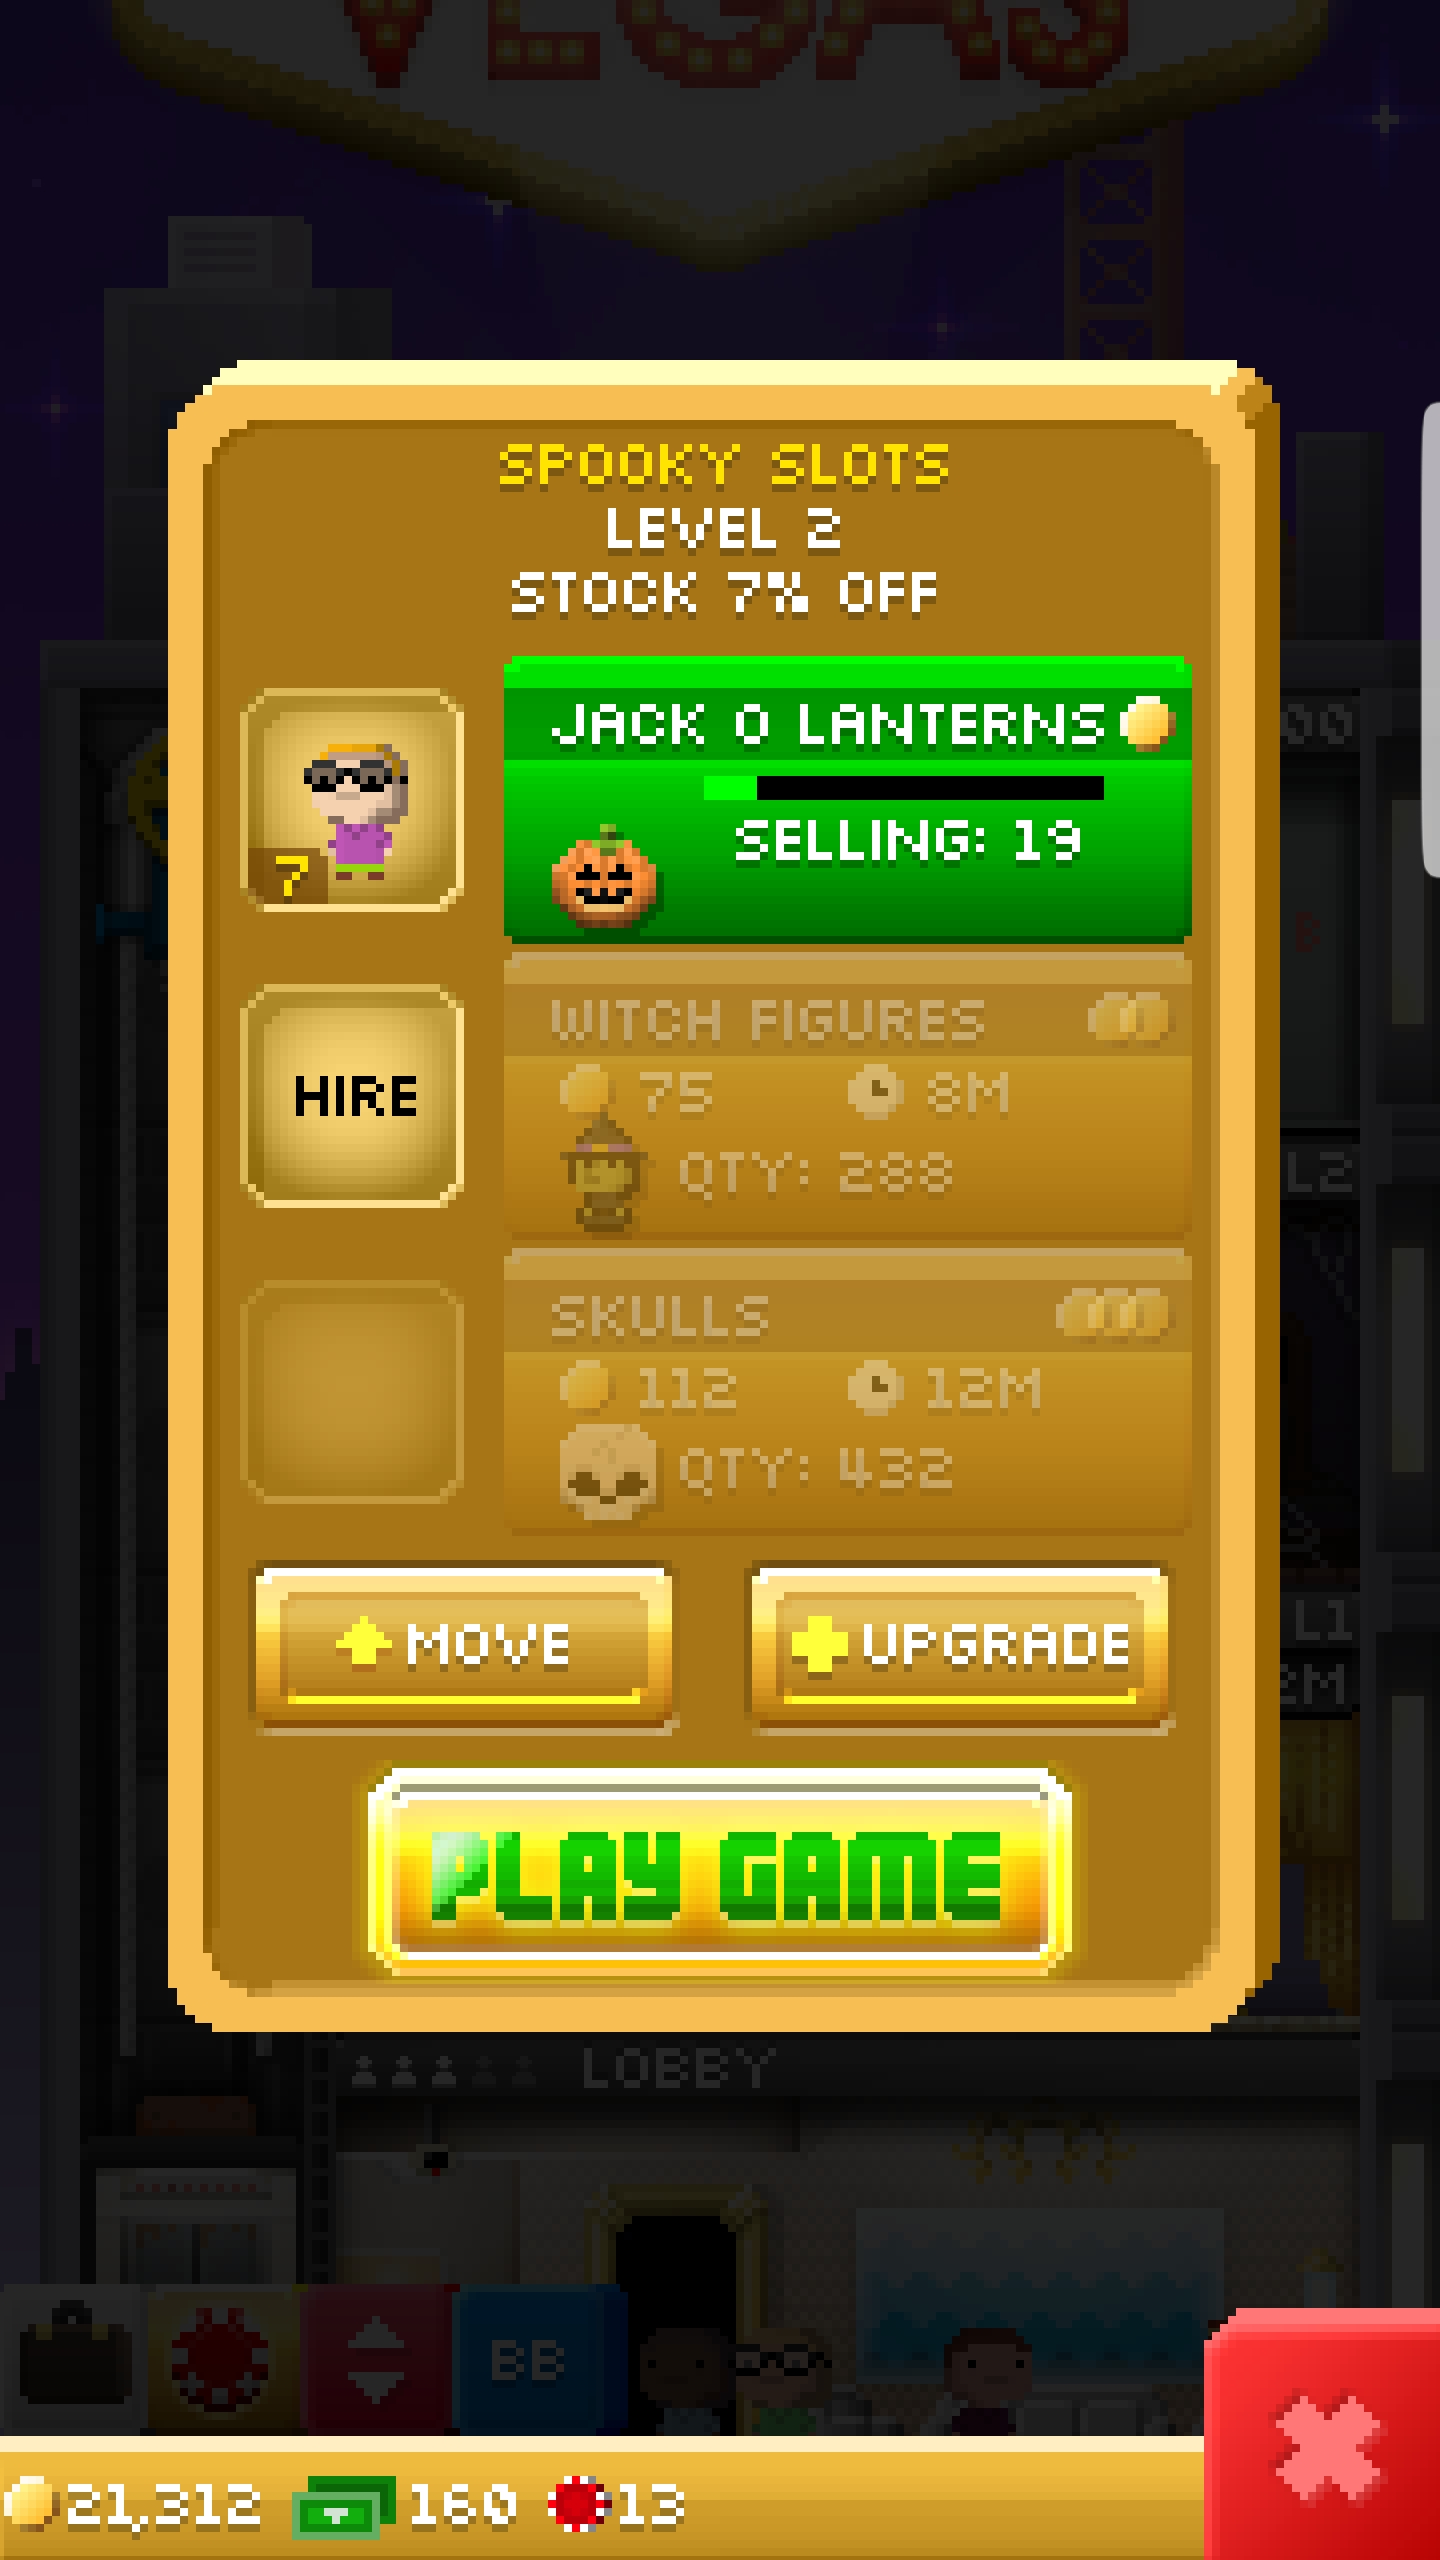 VEGAS
SPOOKY SLOTS
LEVEL 2
STOCK 7% OFF
JACK O LANTERNS
SELLING: 19
7
WITCH FIGURES
75 8M
QTY: 288
HIRE
SKULLS
112 12M
QTY: 432
MOVE
UPGRADE
PLAY GAME
LOBBY
BB
21,312 160 13